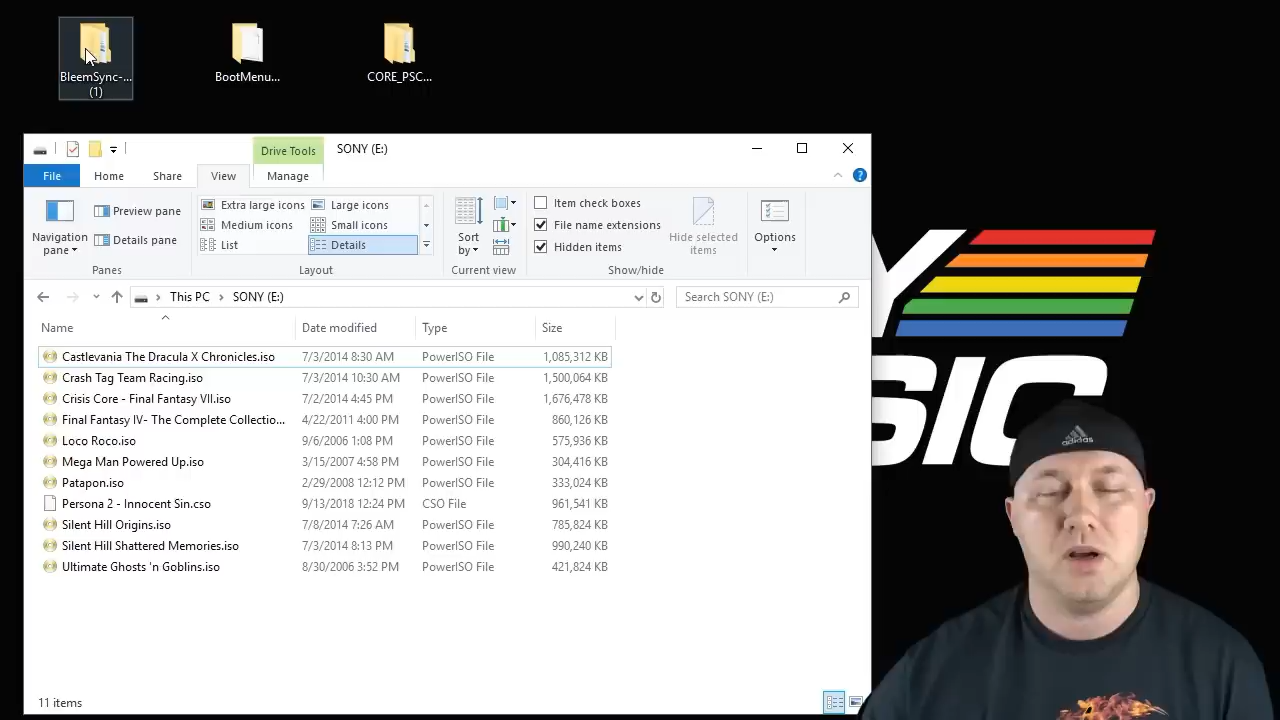 BleemSync-...
(1)
BootMenu...
CORE_PSC...
Drive Tools
SONY (E:)
File
Home
Share
View
Manage
Navigation
pane
Preview pane
Details pane
Panes
Extra large icons
Large icons
Medium icons
Small icons
List
Details
Layout
Sort
by
Current view
Item check boxes
File name extensions
Hidden items
Hide selected
items
Show/hide
Options
This PC > SONY (E:)
Search SONY (E:)
Name Date modified Type Size
Castlevania The Dracula X Chronicles.iso 7/3/2014 8:30 AM PowerISO File 1,085,312 KB
Crash Tag Team Racing.iso 7/3/2014 10:30 AM PowerISO File 1,500,064 KB
Crisis Core - Final Fantasy VII.iso 7/2/2014 4:45 PM PowerISO File 1,676,478 KB
Final Fantasy IV- The Complete Collectio... 4/22/2011 4:00 PM PowerISO File 860,126 KB
Loco Roco.iso 9/6/2006 1:08 PM PowerISO File 575,936 KB
Mega Man Powered Up.iso 3/15/2007 4:58 PM PowerISO File 304,416 KB
Patapon.iso 2/29/2008 12:12 PM PowerISO File 333,024 KB
Persona 2 - Innocent Sin.cso 9/13/2018 12:24 PM CSO File 961,541 KB
Silent Hill Origins.iso 7/8/2014 7:26 AM PowerISO File 785,824 KB
Silent Hill Shattered Memories.iso 7/3/2014 8:13 PM PowerISO File 990,240 KB
Ultimate Ghosts 'n Goblins.iso 8/30/2006 3:52 PM PowerISO File 421,824 KB
11 items
Y
SIC
adidas